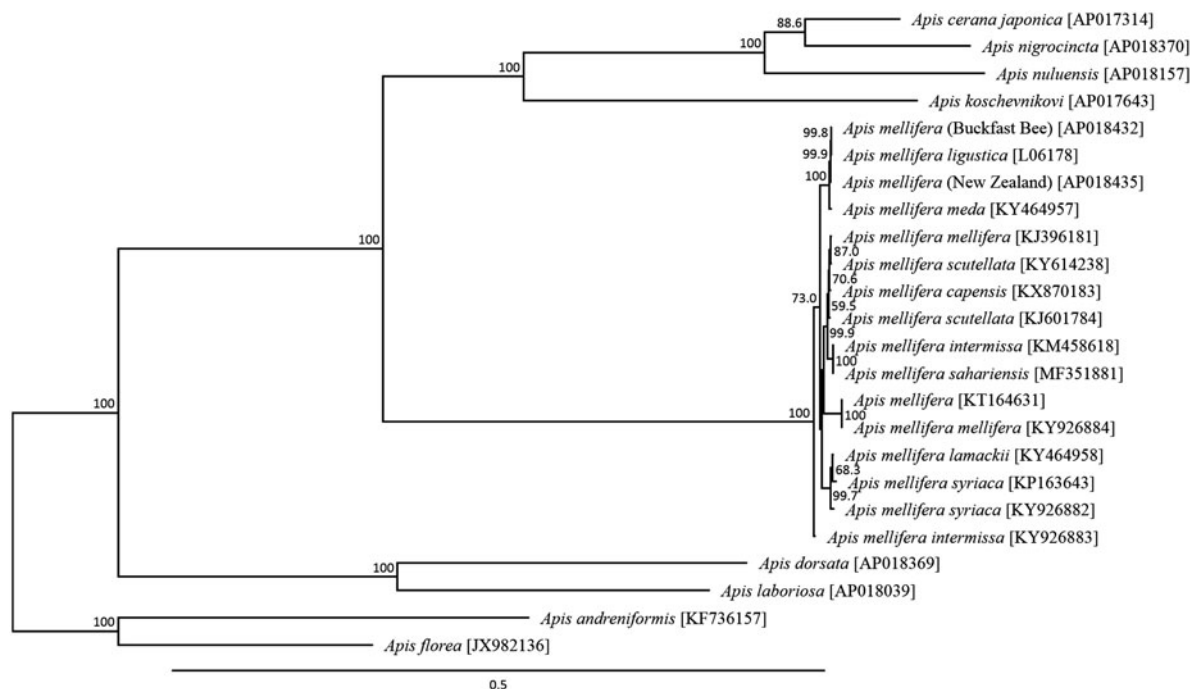 Apis cerana japonica [AP017314]
88.6
Apis nigrocincta [AP018370]
100
Apis nuluensis [AP018157]
100
Apis koschevnikovi [AP017643]
Apis mellifera (Buckfast Bee) [AP018432]
99.8
Apis mellifera ligustica [L06178]
99.9
Apis mellifera (New Zealand) [AP018435]
100
Apis mellifera meda [KY464957]
Apis mellifera mellifera [KJ396181]
100
87.0
Apis mellifera scutellata [KY614238]
70.6
Apis mellifera capensis [KX870183]
73.0
59.5
Apis mellifera scutellata [KJ601784]
99.9
Apis mellifera intermissa [KM458618]
100
Apis mellifera sahariensis [MF351881]
Apis mellifera [KT164631]
100
100
100
Apis mellifera mellifera [KY926884]
Apis mellifera lamackii [KY464958]
68.3
Apis mellifera syriaca [KP163643]
99.7
Apis mellifera syriaca [KY926882]
Apis mellifera intermissa [KY926883]
Apis dorsata [AP018369]
100
Apis laboriosa [AP018039]
Apis andreniformis [KF736157]
100
Apis florea [JX982136]
0.5